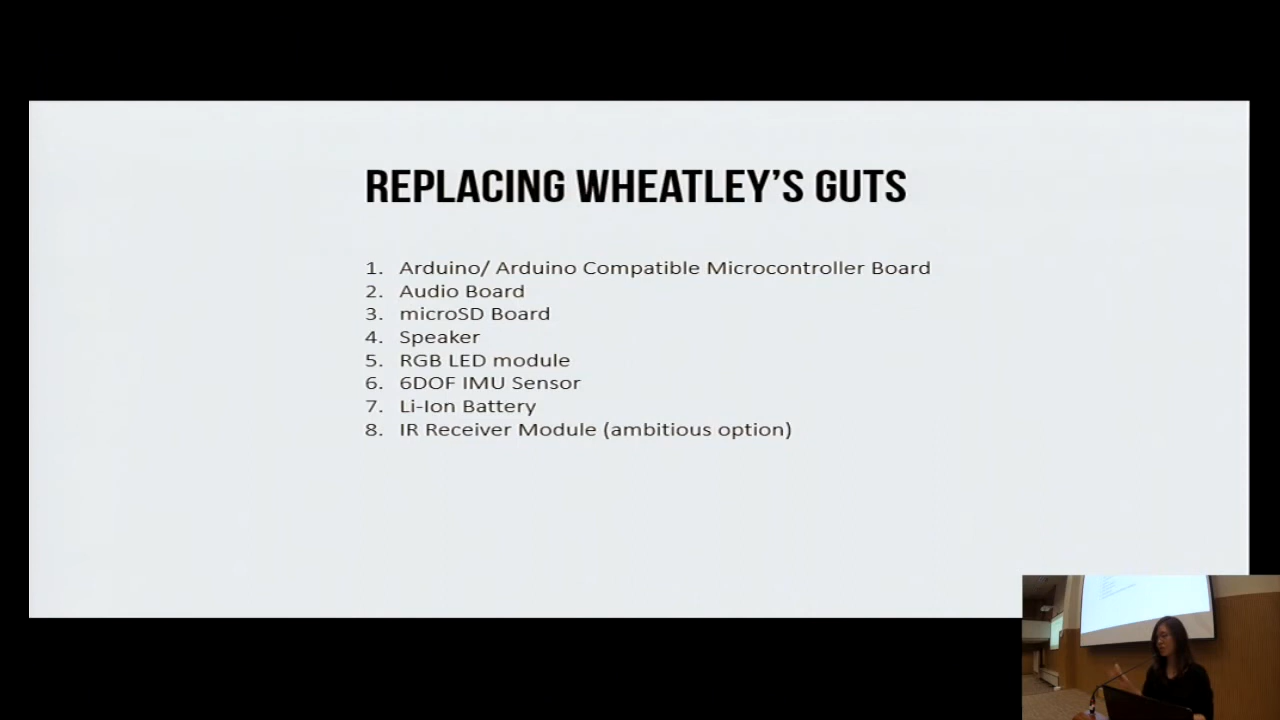 REPLACING WHEATLEY’S GUTS
1. Arduino/ Arduino Compatible Microcontroller Board
2. Audio Board
3. microSD Board
4. Speaker
5. RGB LED module
6. 6DOF IMU Sensor
7. Li-Ion Battery
8. IR Receiver Module (ambitious option)